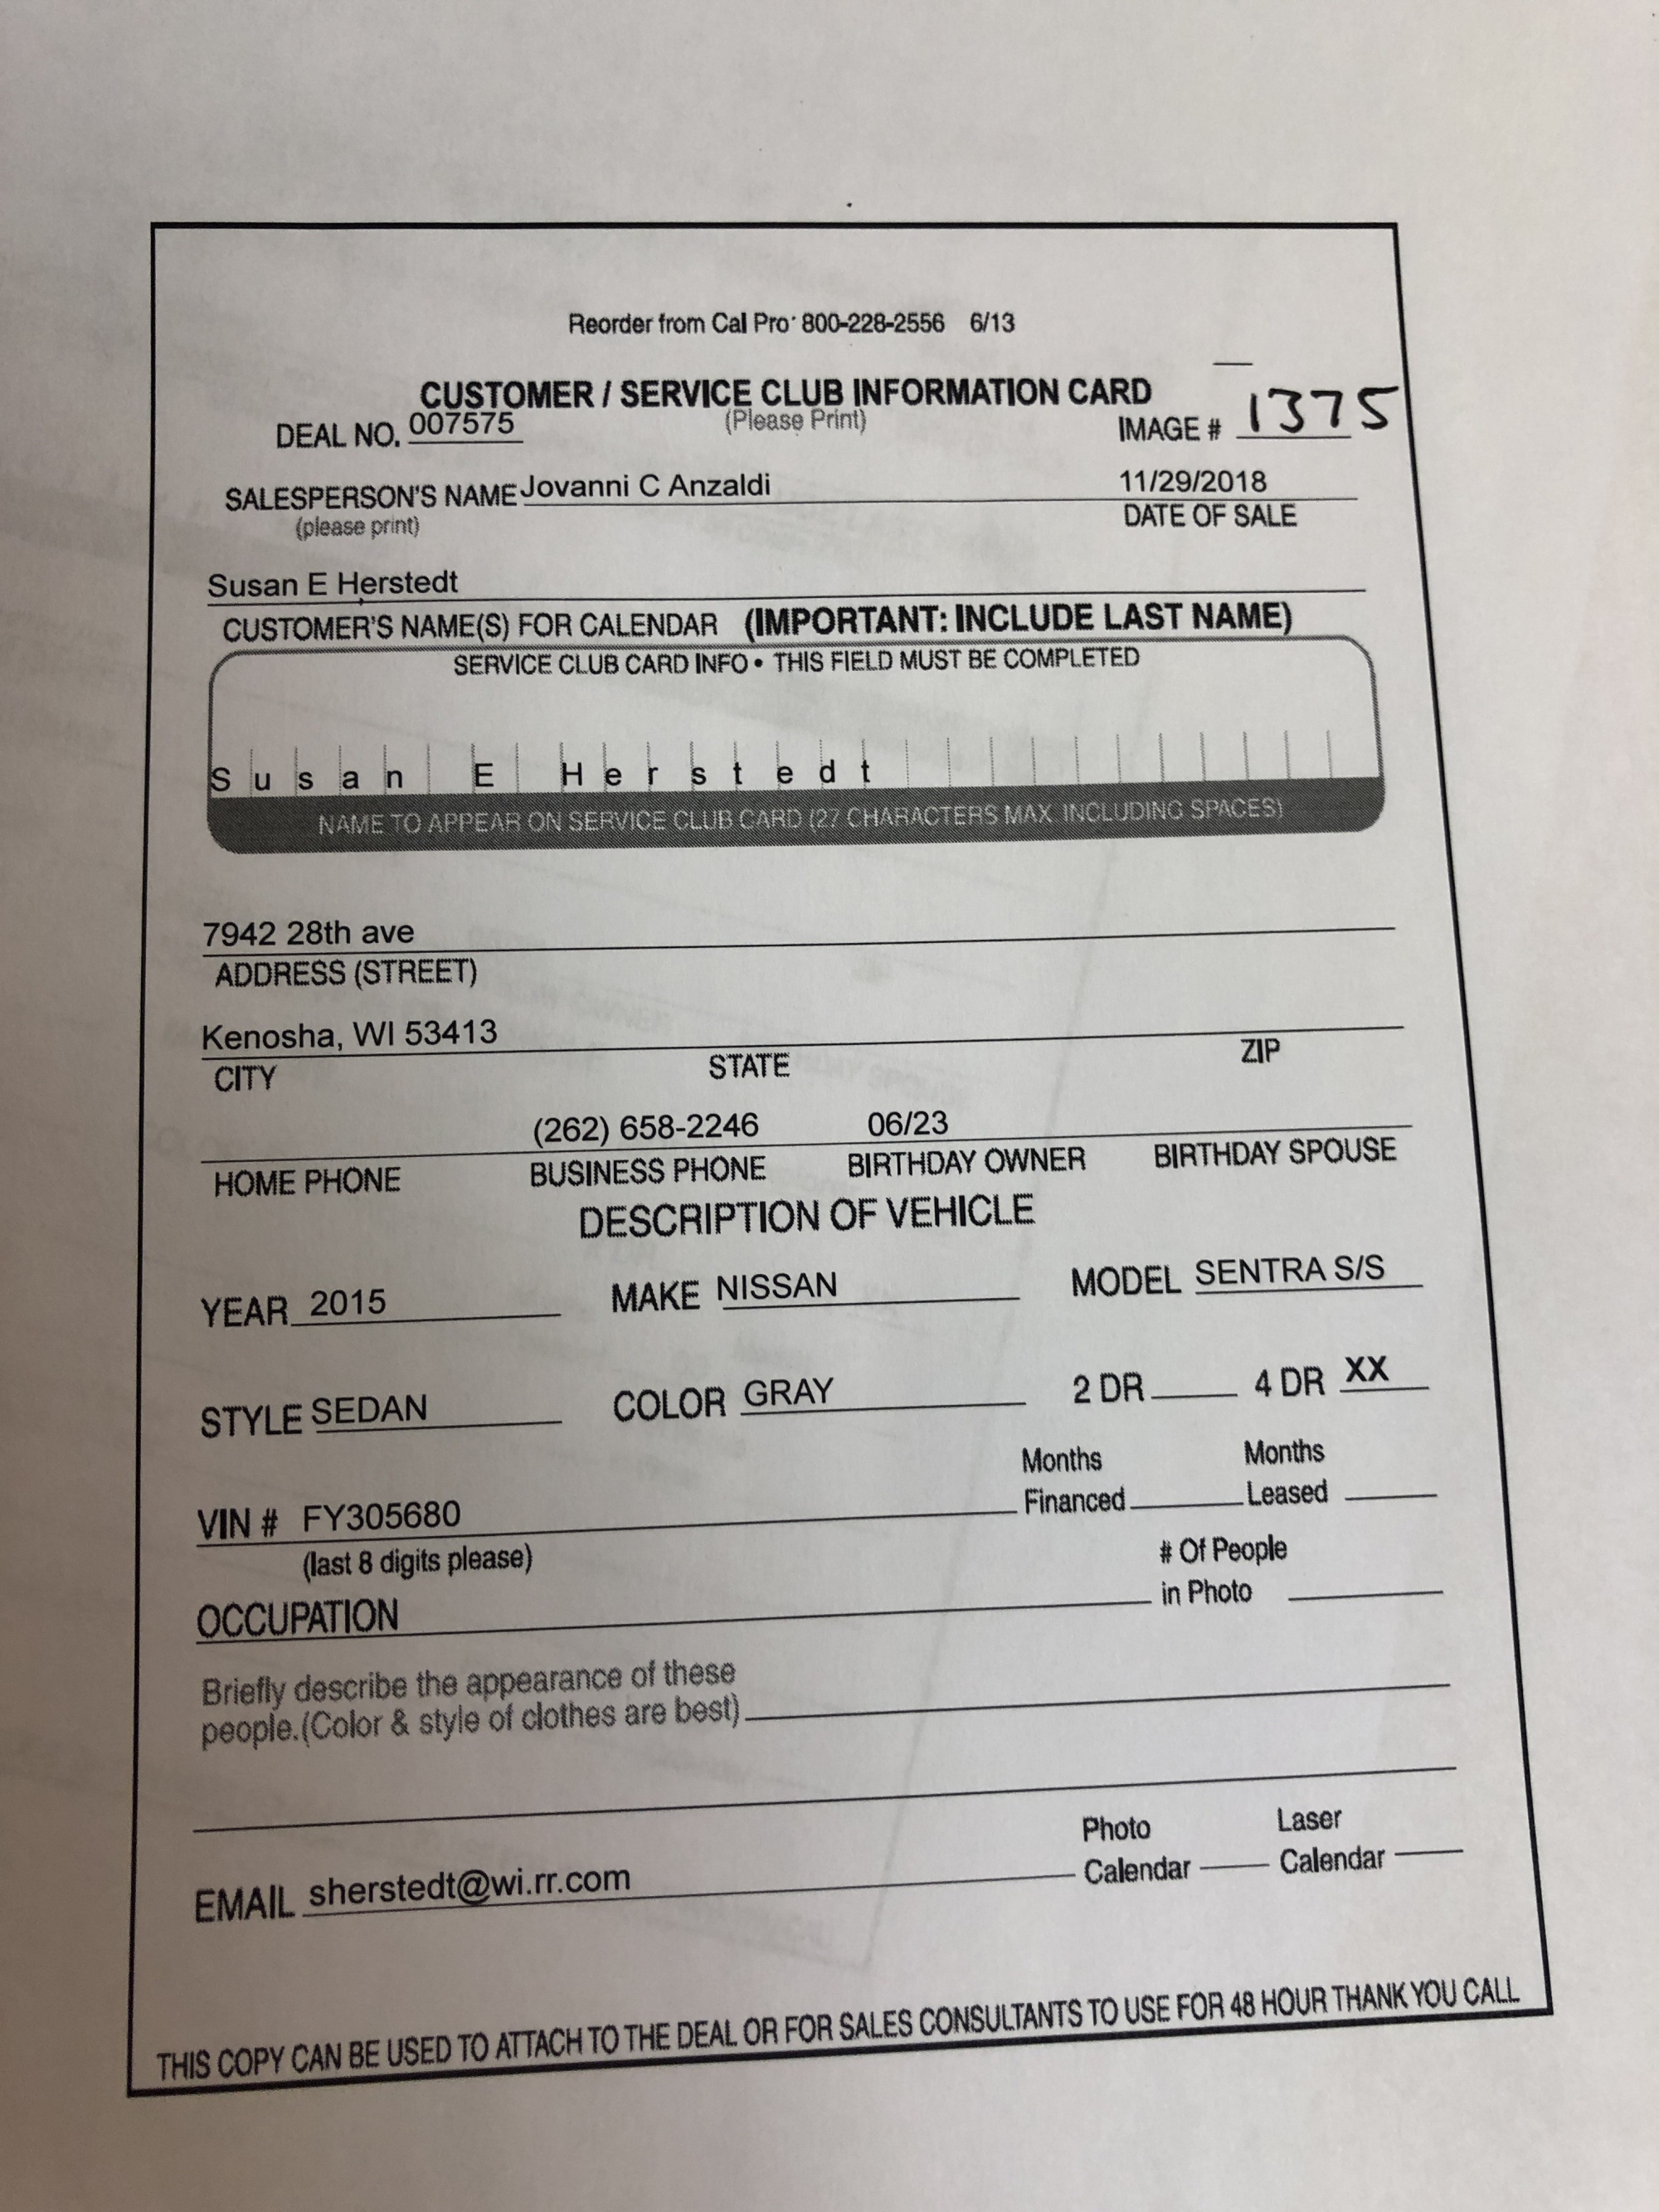 Reorder from Cal Pro · 800-228-2556 6/13
CUSTOMER / SERVICE CLUB INFORMATION CARD
DEAL NO. 007575 (Please Print) IMAGE # 1375
SALESPERSON'S NAME Jovanni C Anzaldi 11/29/2018
(please print) DATE OF SALE
Susan E Herstedt
CUSTOMER'S NAME(S) FOR CALENDAR (IMPORTANT: INCLUDE LAST NAME)
SERVICE CLUB CARD INFO • THIS FIELD MUST BE COMPLETED
Susan E Herstedt
NAME TO APPEAR ON SERVICE CLUB CARD (27 CHARACTERS MAX. INCLUDING SPACES)
7942 28th ave
ADDRESS (STREET)
Kenosha, WI 53413
CITY STATE ZIP
(262) 658-2246 06/23
HOME PHONE BUSINESS PHONE BIRTHDAY OWNER BIRTHDAY SPOUSE
DESCRIPTION OF VEHICLE
YEAR 2015 MAKE NISSAN MODEL SENTRA S/S
STYLE SEDAN COLOR GRAY 2 DR 4 DR XX
Months Months
VIN # FY305680 Financed Leased
(last 8 digits please) # Of People
OCCUPATION in Photo
Briefly describe the appearance of these
people.(Color & style of clothes are best)
Photo Laser
EMAIL sherstedt@wi.rr.com Calendar Calendar
THIS COPY CAN BE USED TO ATTACH TO THE DEAL OR FOR SALES CONSULTANTS TO USE FOR 48 HOUR THANK YOU CALL